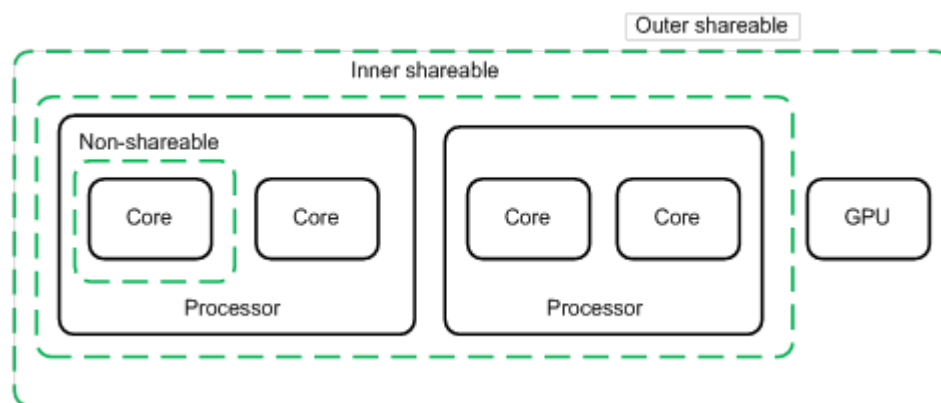 Outer shareable
Inner shareable
Non-shareable
Core
Core
Core
Core
GPU
Processor
Processor